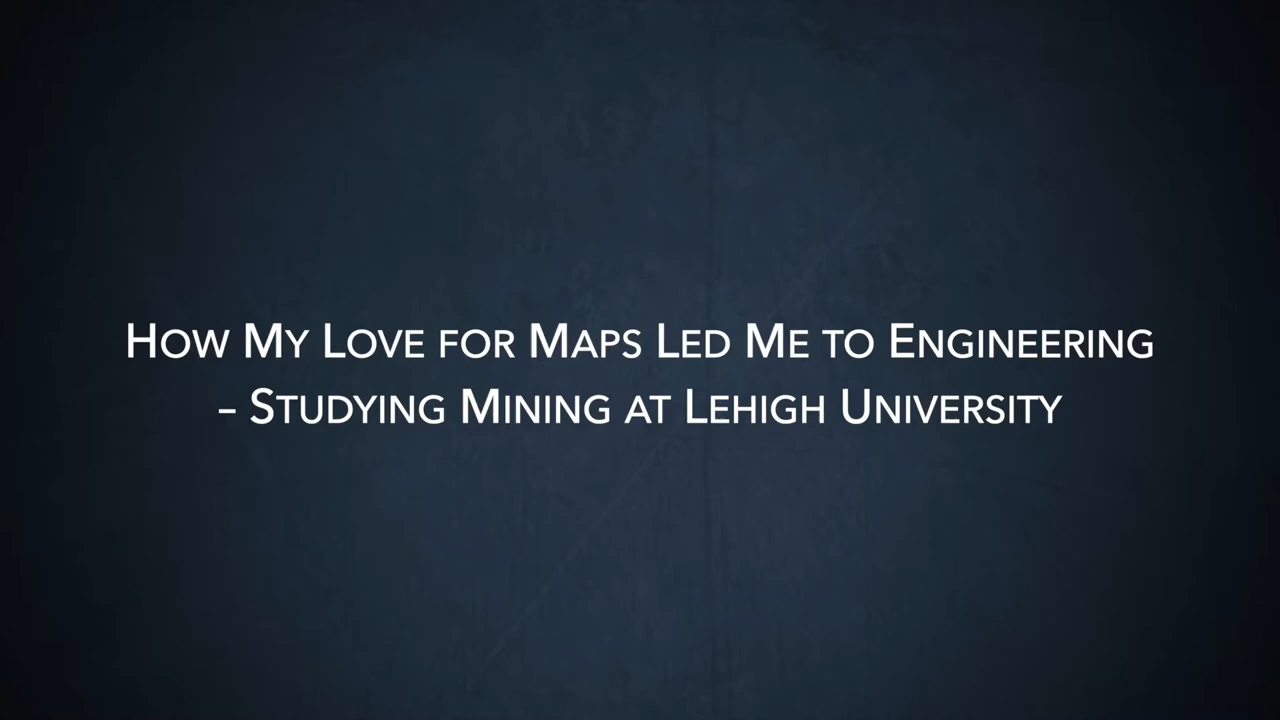 How My Love for Maps Led Me to Engineering
– Studying Mining at Lehigh University